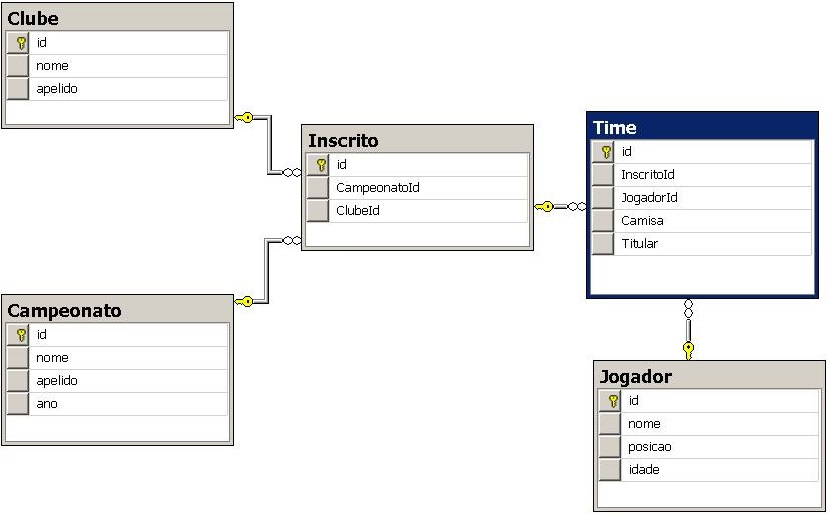 Clube
id
nome
apelido
Inscrito
id
CampeonatoId
ClubeId
Time
id
InscritoId
JogadorId
Camisa
Titular
Campeonato
id
nome
apelido
ano
Jogador
id
nome
posicao
idade